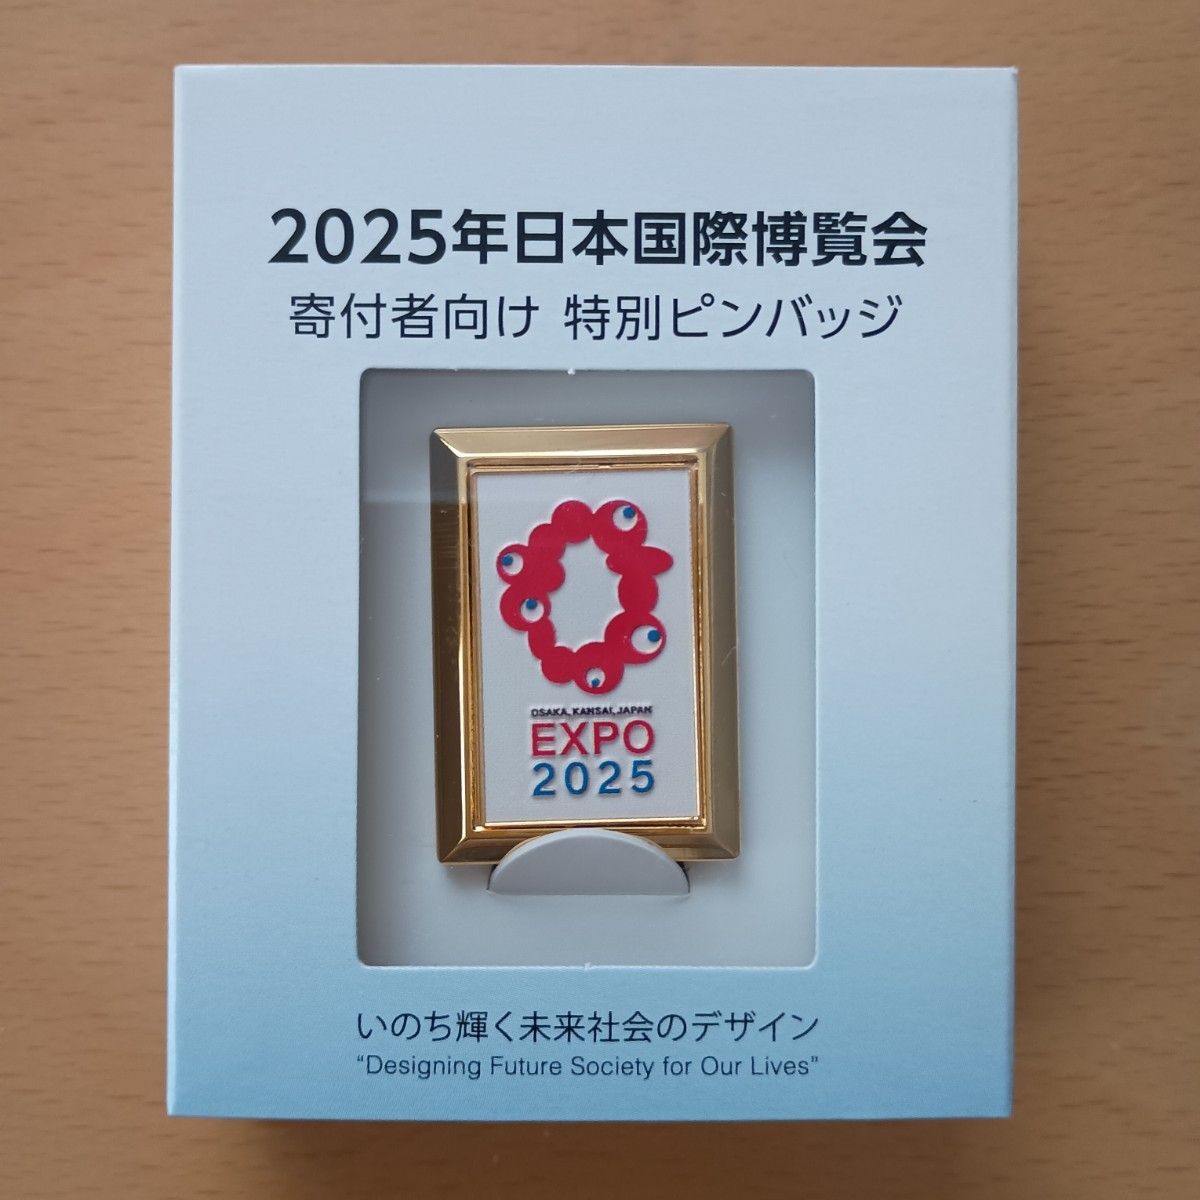 2025年日本国際博覧会
寄付者向け 特別ピンバッジ
OSAKA, KANSAI, JAPAN
EXPO
2025
いのち輝く未来社会のデザイン
“Designing Future Society for Our Lives”